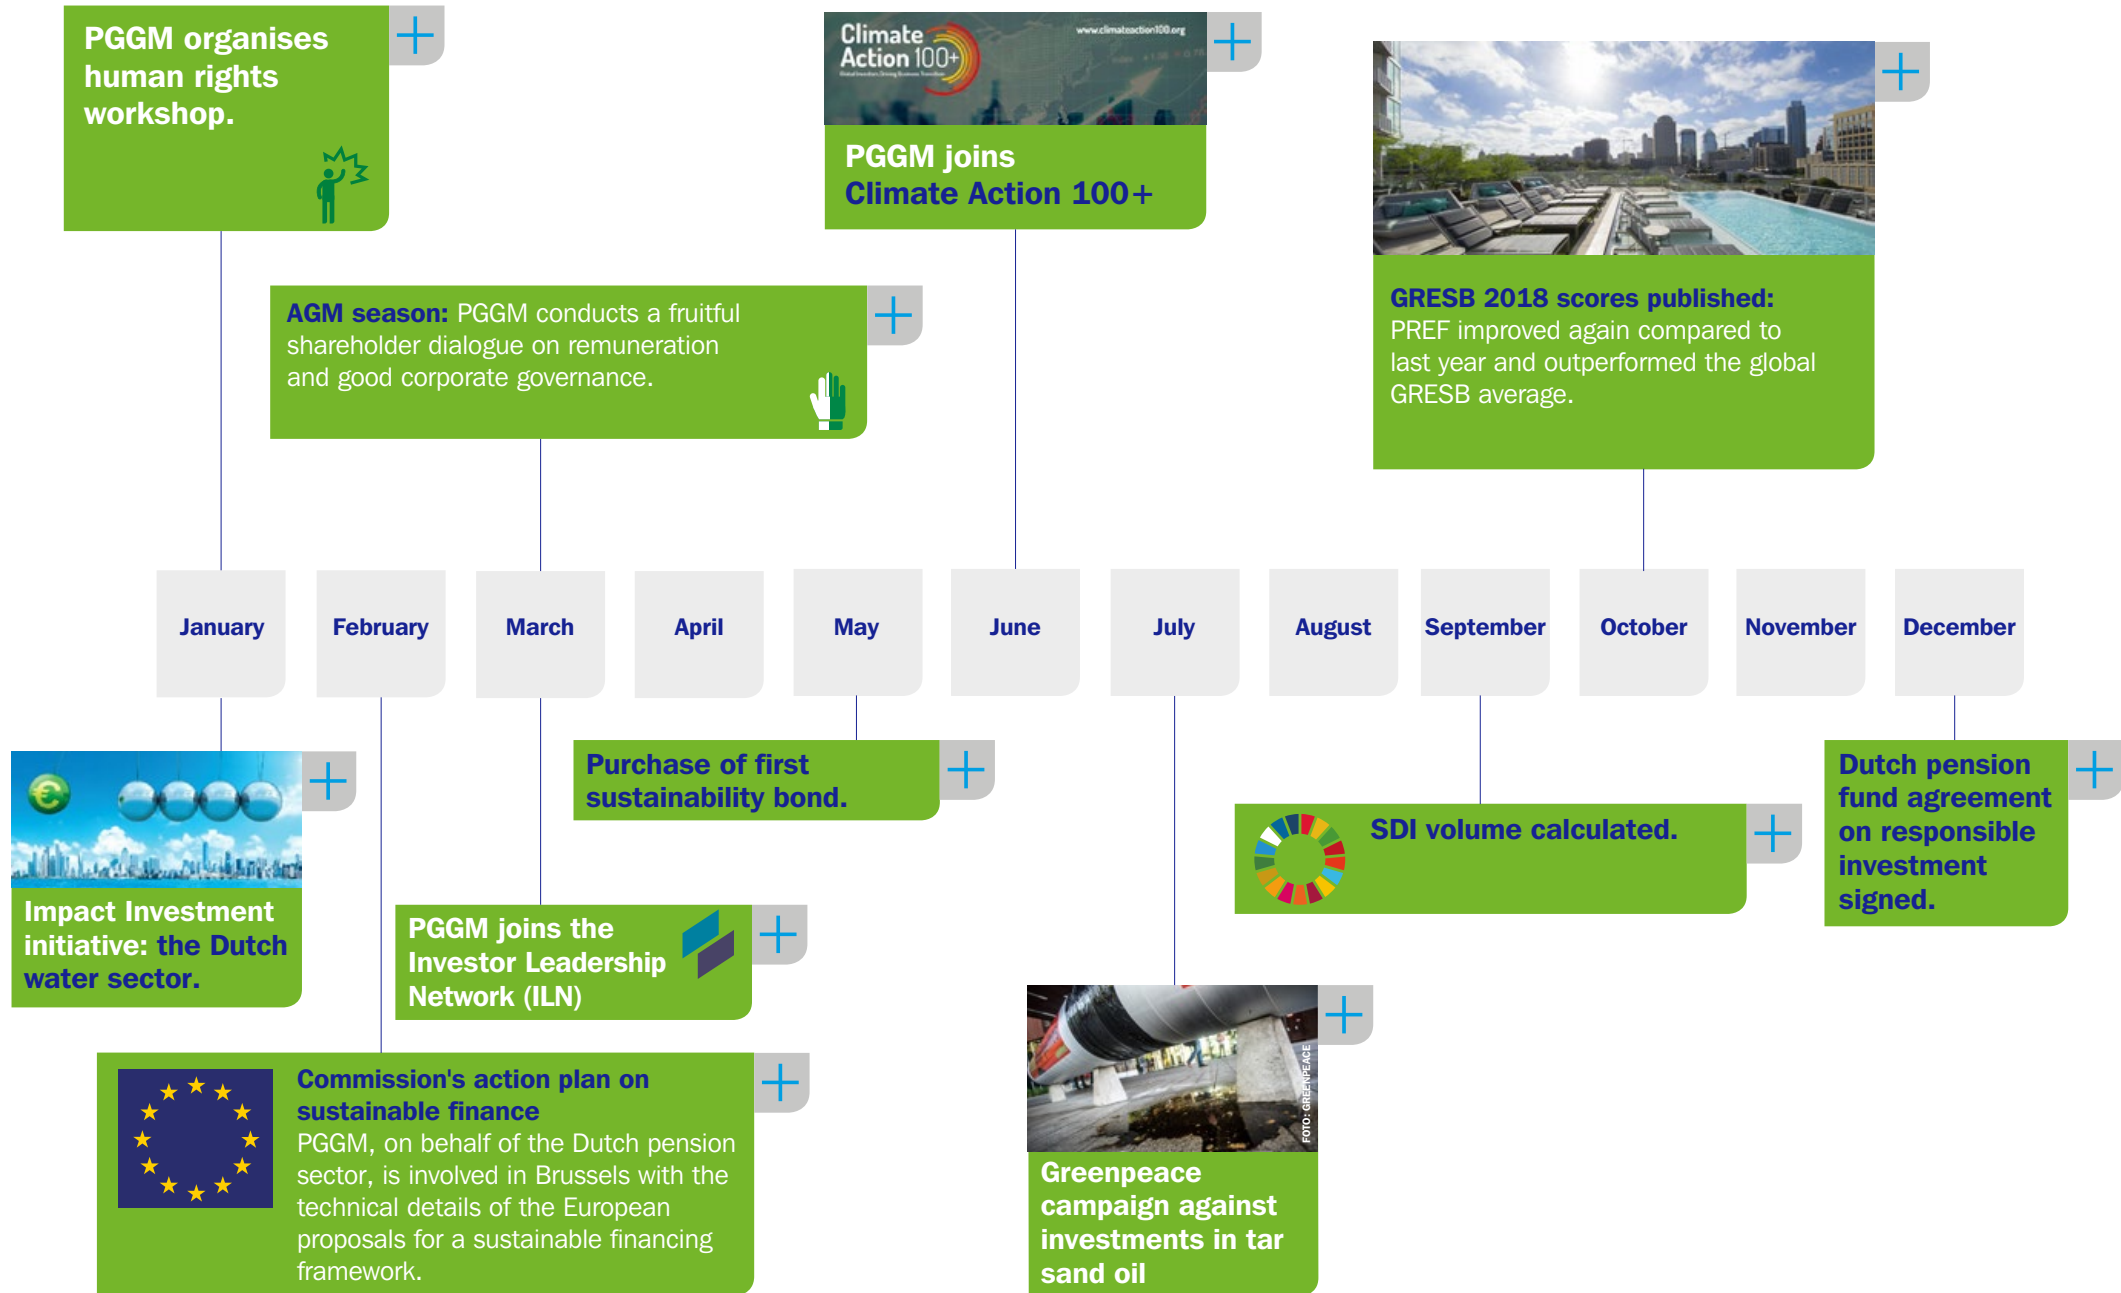 PGGM organises
human rights
workshop.
Climate
Action 100+
Global Investors Driving Business Transition
www.climateaction100.org
PGGM joins
Climate Action 100+
AGM season: PGGM conducts a fruitful
shareholder dialogue on remuneration
and good corporate governance.
GRESB 2018 scores published:
PREF improved again compared to
last year and outperformed the global
GRESB average.
January
February
March
April
May
June
July
August
September
October
November
December
Impact Investment
initiative: the Dutch
water sector.
Purchase of first
sustainability bond.
SDI volume calculated.
Dutch pension
fund agreement
on responsible
investment
signed.
PGGM joins the
Investor Leadership
Network (ILN)
Commission's action plan on
sustainable finance
PGGM, on behalf of the Dutch pension
sector, is involved in Brussels with the
technical details of the European
proposals for a sustainable financing
framework.
FOTO: GREENPEACE
Greenpeace
campaign against
investments in tar
sand oil